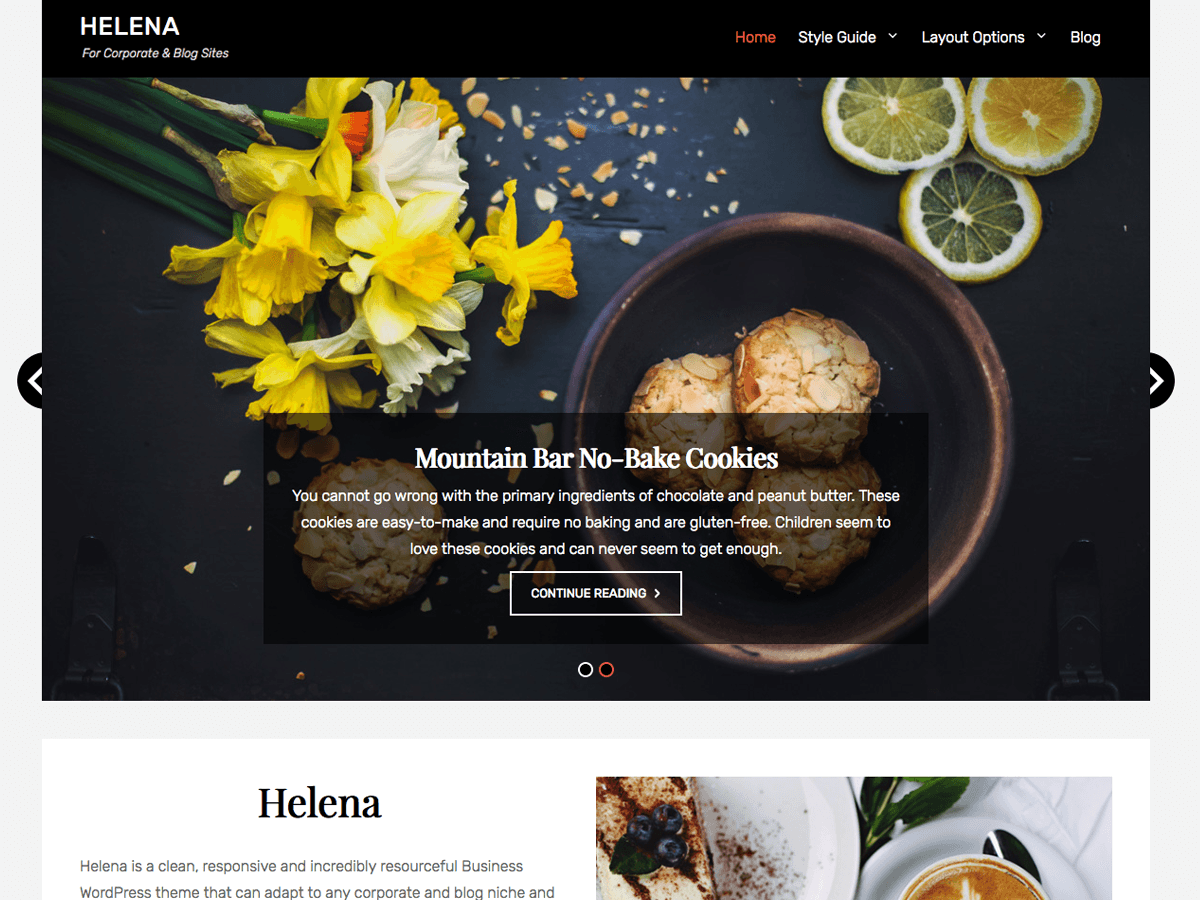 HELENA
For Corporate & Blog Sites
Home
Style Guide
Layout Options
Blog
Mountain Bar No-Bake Cookies
You cannot go wrong with the primary ingredients of chocolate and peanut butter. These
cookies are easy-to-make and require no baking and are gluten-free. Children seem to
love these cookies and can never seem to get enough.
CONTINUE READING
Helena
Helena is a clean, responsive and incredibly resourceful Business
WordPress theme that can adapt to any corporate and blog niche and